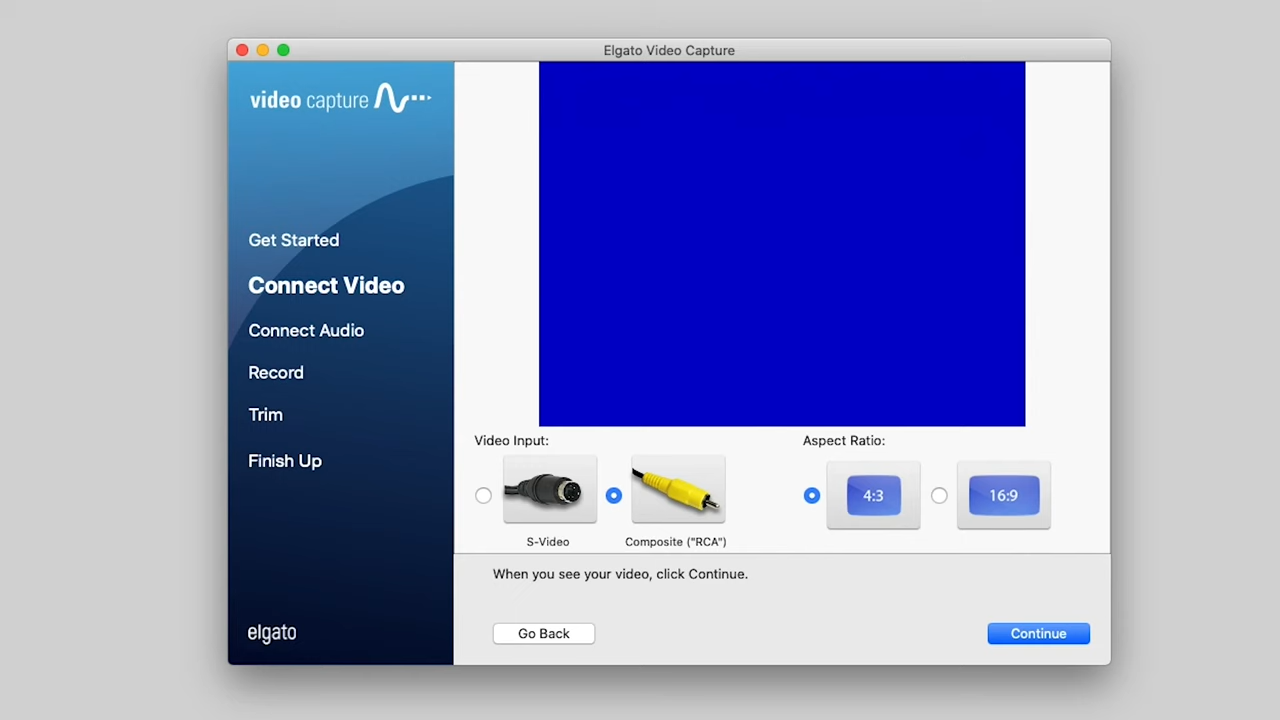 Elgato Video Capture
video capture
Get Started
Connect Video
Connect Audio
Record
Trim
Finish Up
elgato
Video Input:
S-Video
Composite ("RCA")
Aspect Ratio:
4:3
16:9
When you see your video, click Continue.
Go Back
Continue